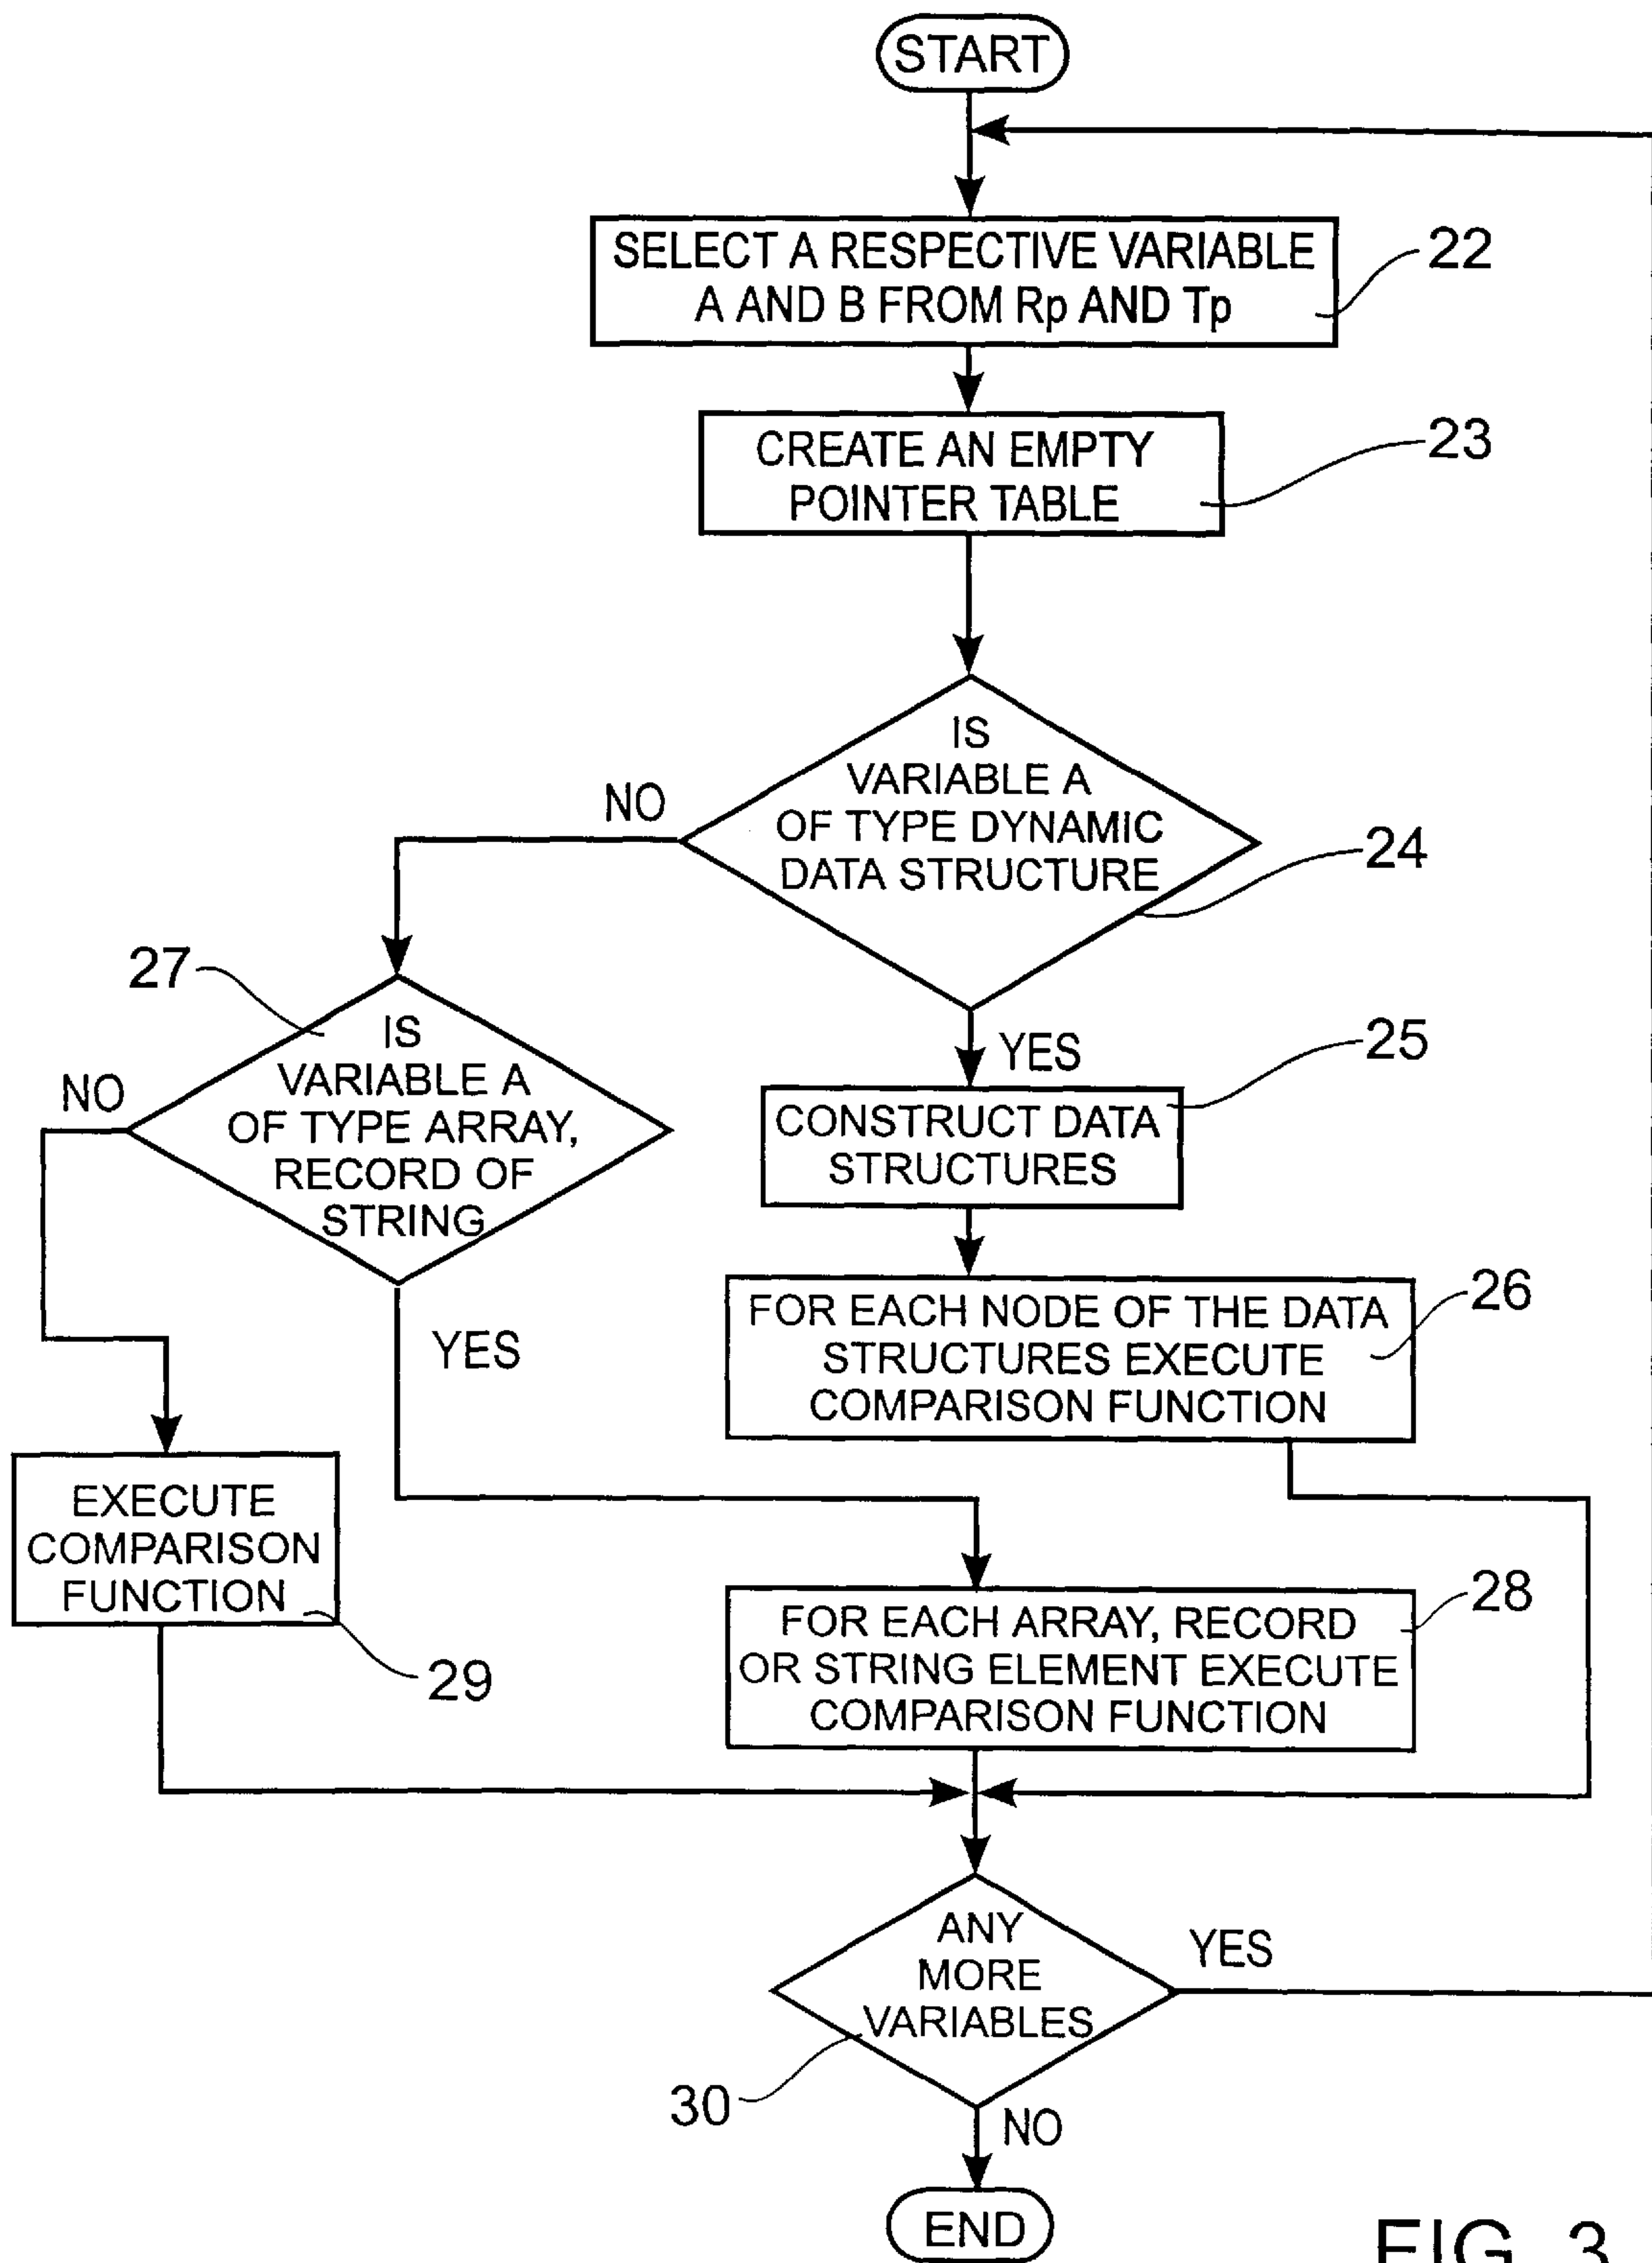 START
SELECT A RESPECTIVE VARIABLE
A AND B FROM Rp AND Tp
22
CREATE AN EMPTY
POINTER TABLE
23
IS
VARIABLE A
OF TYPE DYNAMIC
DATA STRUCTURE
24
NO
YES
27
IS
VARIABLE A
OF TYPE ARRAY,
RECORD OF
STRING
NO
YES
25
CONSTRUCT DATA
STRUCTURES
26
FOR EACH NODE OF THE DATA
STRUCTURES EXECUTE
COMPARISON FUNCTION
EXECUTE
COMPARISON
FUNCTION
29
28
FOR EACH ARRAY, RECORD
OR STRING ELEMENT EXECUTE
COMPARISON FUNCTION
ANY
MORE
VARIABLES
YES
30
NO
END
FIG. 3